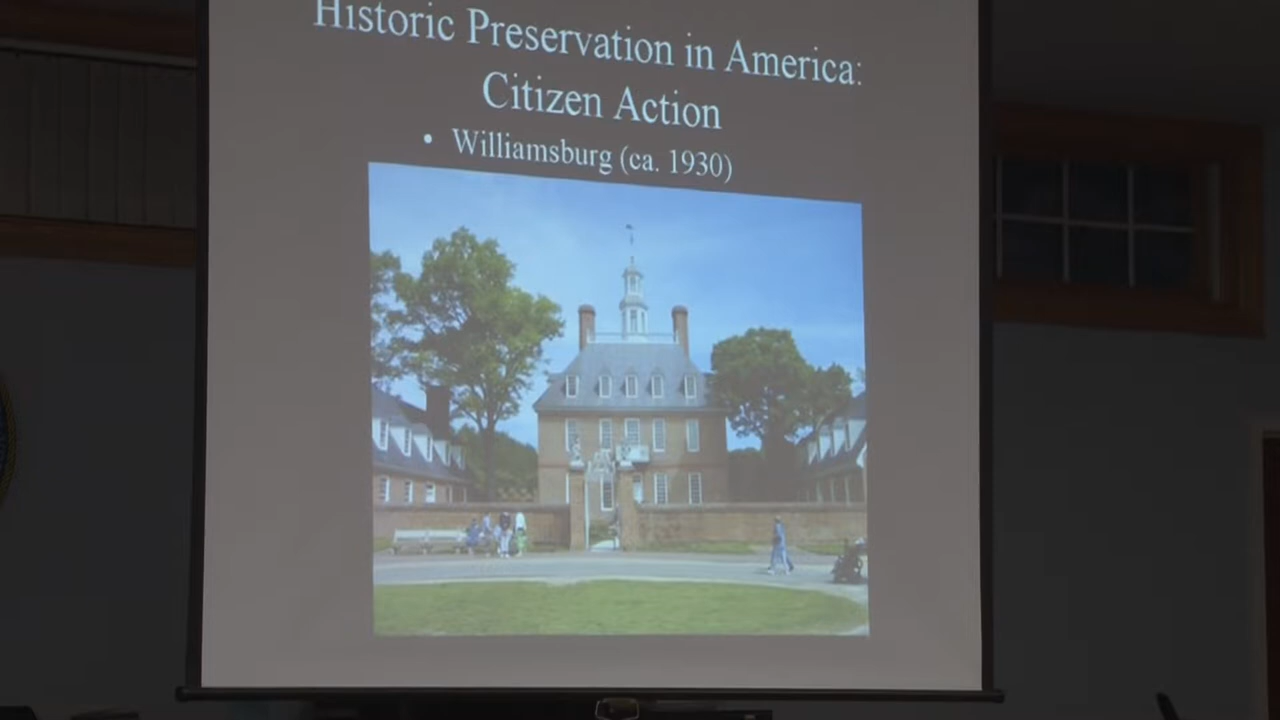 Historic Preservation in America:
Citizen Action
• Williamsburg (ca. 1930)